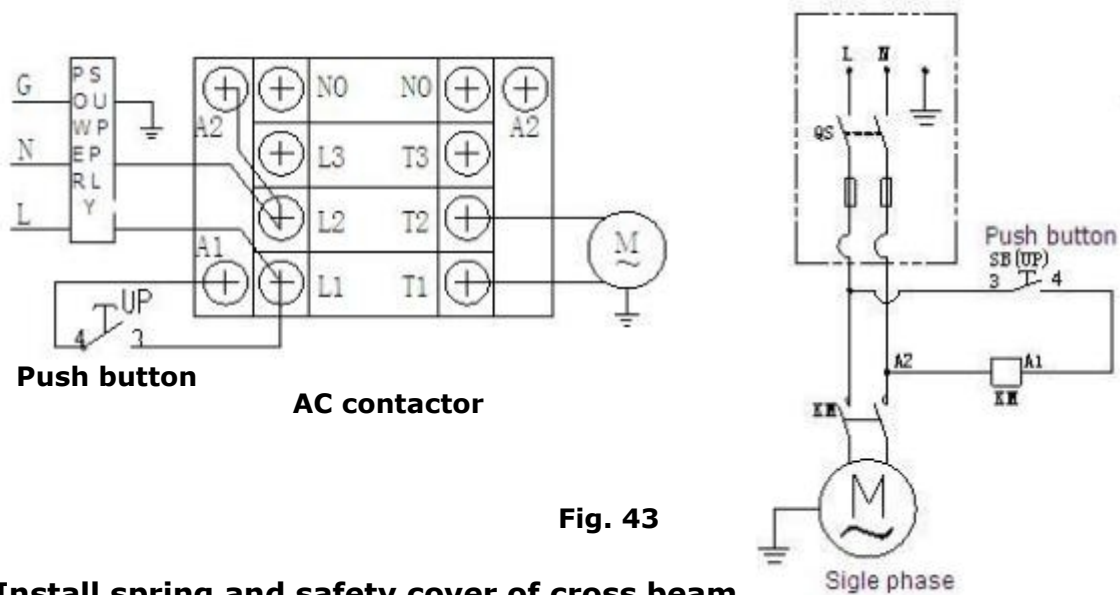 L N
QS
G
POWER SUPPLY
N
L
A2
NO NO
A2
L3 T3
L2 T2
A1
L1 T1
M
UP
4 3
Push button
AC contactor
Push button
SB(UP)
3 4
A2
A1
KM
KM
M
Fig. 43
Sigle phase
Install spring and safety cover of cross beam